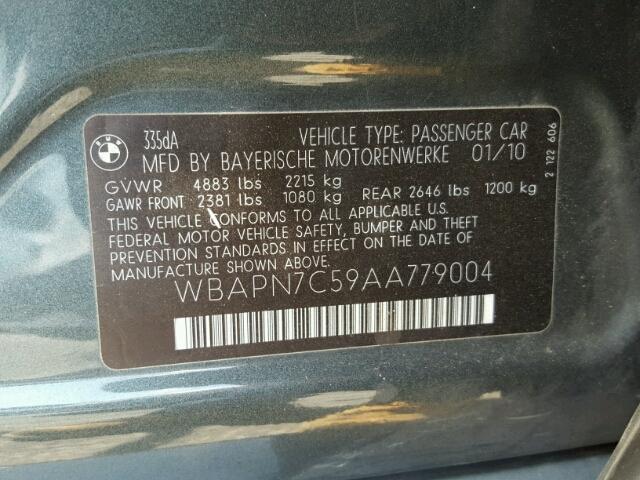 BMW
335dA VEHICLE TYPE: PASSENGER CAR
MFD BY BAYERISCHE MOTORENWERKE 01/10
GVWR 4883 lbs 2215 kg
GAWR FRONT 2381 lbs 1080 kg REAR 2646 lbs 1200 kg
THIS VEHICLE CONFORMS TO ALL APPLICABLE U.S.
FEDERAL MOTOR VEHICLE SAFETY, BUMPER, AND THEFT
PREVENTION STANDARDS IN EFFECT ON THE DATE OF
MANUFACTURE SHOWN ABOVE.
WBAPN7C59AA779004
2 122 606